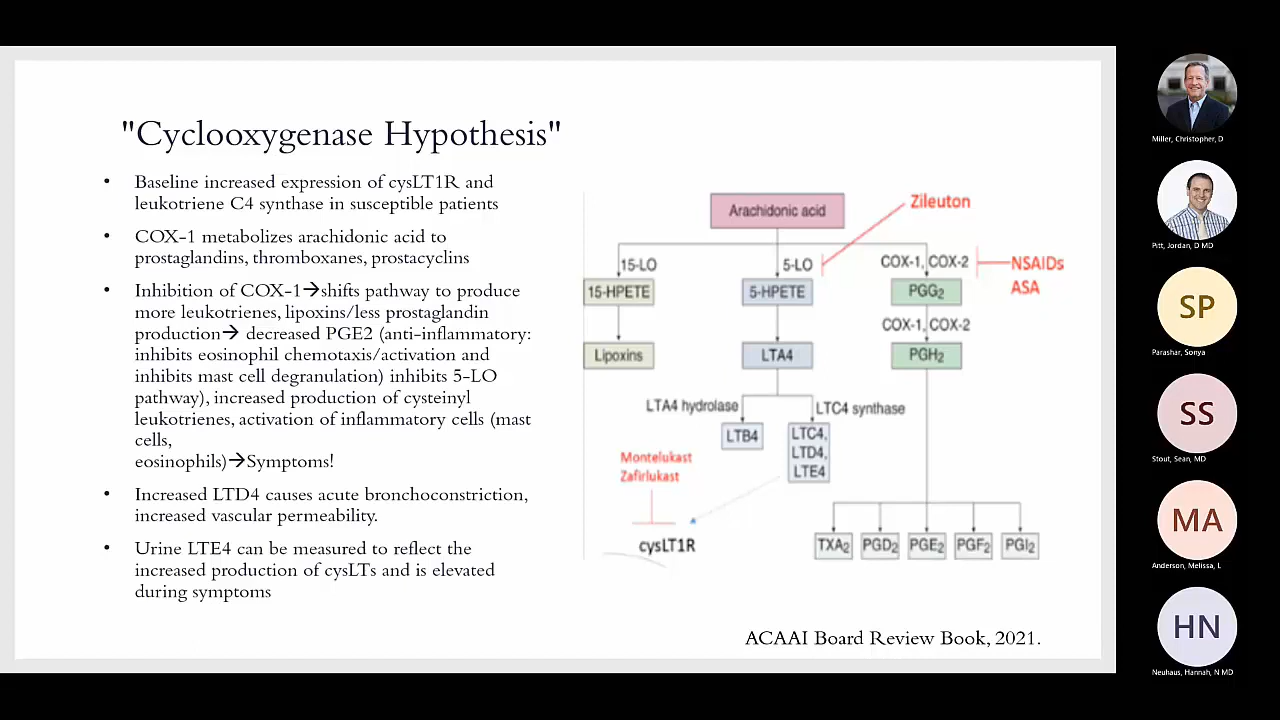 "Cyclooxygenase Hypothesis"
• Baseline increased expression of cysLT1R and
leukotriene C4 synthase in susceptible patients
• COX-1 metabolizes arachidonic acid to
prostaglandins, thromboxanes, prostacyclins
• Inhibition of COX-1→shifts pathway to produce
more leukotrienes, lipoxins/less prostaglandin
production→ decreased PGE2 (anti-inflammatory:
inhibits eosinophil chemotaxis/activation and
inhibits mast cell degranulation) inhibits 5-LO
pathway), increased production of cysteinyl
leukotrienes, activation of inflammatory cells (mast
cells,
eosinophils)→Symptoms!
• Increased LTD4 causes acute bronchoconstriction,
increased vascular permeability.
• Urine LTE4 can be measured to reflect the
increased production of cysLTs and is elevated
during symptoms
Arachidonic acid
Zileuton
15-LO
5-LO
COX-1, COX-2
NSAIDs
ASA
15-HPETE
5-HPETE
PGG₂
COX-1, COX-2
Lipoxins
LTA4
PGH₂
LTA4 hydrolase
LTC4 synthase
LTB4
LTC4,
LTD4,
LTE4
Montelukast
Zafirlukast
cysLT1R
TXA₂
PGD₂
PGE₂
PGF₂
PGI₂
ACAAI Board Review Book, 2021.
Miller, Christopher, D
Pitt, Jordan, D MD
SP
Parashar, Sonya
SS
Stout, Sean, MD
MA
Anderson, Melissa, L
HN
Neuhaus, Hannah, N MD